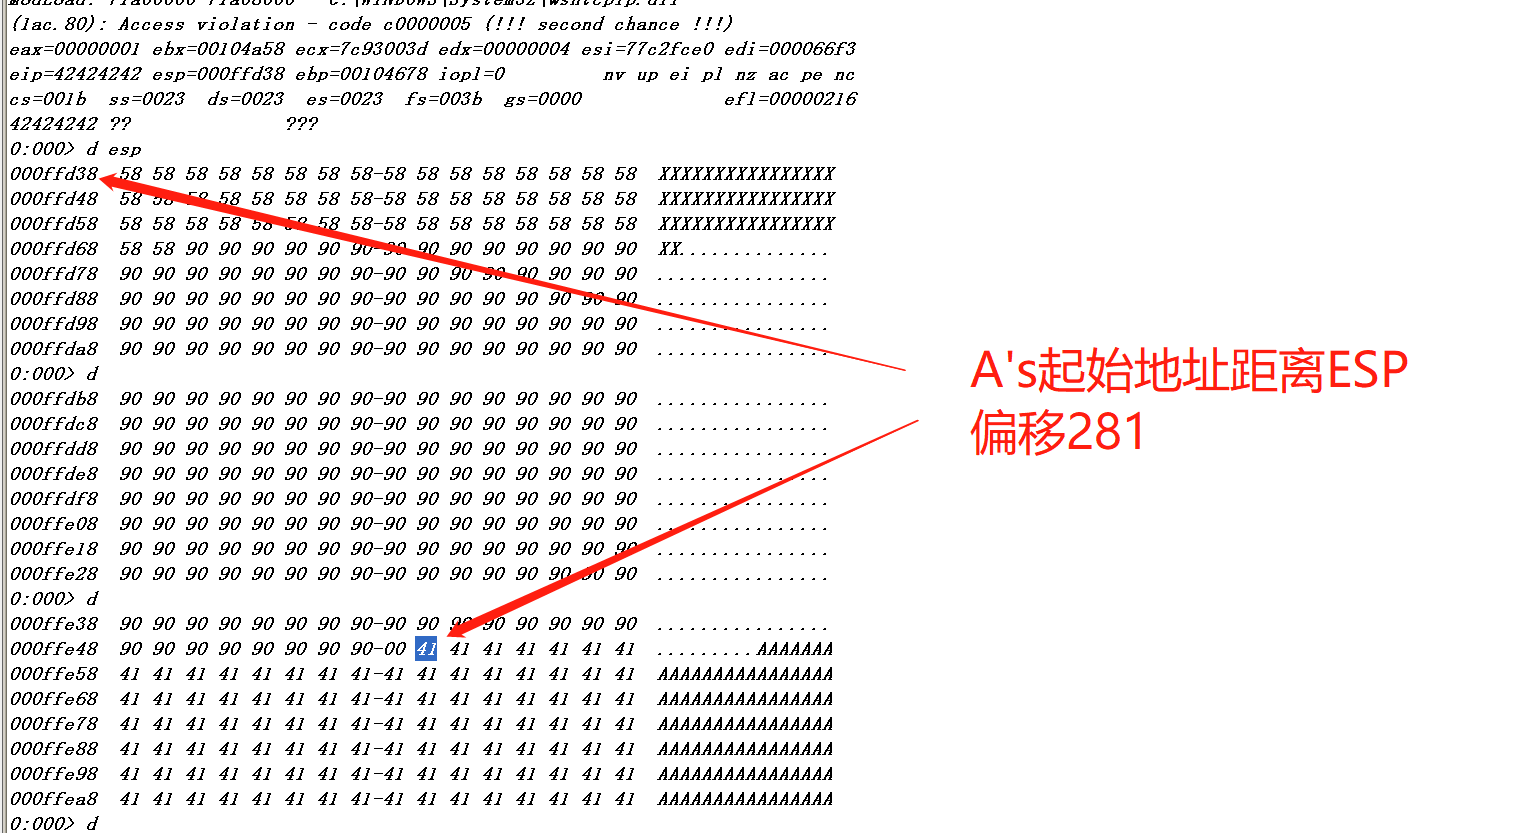 ModLoad: 71a00000 71a08000   C:\WINDOWS\System32\wshtcpip.dll
(1ac.80): Access violation - code c0000005 (!!! second chance !!!)
eax=00000001 ebx=00104a58 ecx=7c93003d edx=00000004 esi=77c2fce0 edi=000066f3
eip=42424242 esp=000ffd38 ebp=00104678 iopl=0         nv up ei pl nz ac pe nc
cs=001b  ss=0023  ds=0023  es=0023  fs=003b  gs=0000             efl=00000216
42424242 ??              ???
0:000> d esp
000ffd38  58 58 58 58 58 58 58 58-58 58 58 58 58 58 58 58  XXXXXXXXXXXXXXXX
000ffd48  58 58 58 58 58 58 58 58-58 58 58 58 58 58 58 58  XXXXXXXXXXXXXXXX
000ffd58  58 58 58 58 58 58 58 58-58 58 58 58 58 58 58 58  XXXXXXXXXXXXXXXX
000ffd68  58 58 90 90 90 90 90 90-90 90 90 90 90 90 90 90  XX..............
000ffd78  90 90 90 90 90 90 90 90-90 90 90 90 90 90 90 90  ................
000ffd88  90 90 90 90 90 90 90 90-90 90 90 90 90 90 90 90  ................
000ffd98  90 90 90 90 90 90 90 90-90 90 90 90 90 90 90 90  ................
000ffda8  90 90 90 90 90 90 90 90-90 90 90 90 90 90 90 90  ................
0:000> d
000ffdb8  90 90 90 90 90 90 90 90-90 90 90 90 90 90 90 90  ................
000ffdc8  90 90 90 90 90 90 90 90-90 90 90 90 90 90 90 90  ................
000ffdd8  90 90 90 90 90 90 90 90-90 90 90 90 90 90 90 90  ................
000ffde8  90 90 90 90 90 90 90 90-90 90 90 90 90 90 90 90  ................
000ffdf8  90 90 90 90 90 90 90 90-90 90 90 90 90 90 90 90  ................
000ffe08  90 90 90 90 90 90 90 90-90 90 90 90 90 90 90 90  ................
000ffe18  90 90 90 90 90 90 90 90-90 90 90 90 90 90 90 90  ................
000ffe28  90 90 90 90 90 90 90 90-90 90 90 90 90 90 90 90  ................
0:000> d
000ffe38  90 90 90 90 90 90 90 90-90 90 90 90 90 90 90 90  ................
000ffe48  90 90 90 90 90 90 90 90-00 41 41 41 41 41 41 41  .........AAAAAAA
000ffe58  41 41 41 41 41 41 41 41-41 41 41 41 41 41 41 41  AAAAAAAAAAAAAAAA
000ffe68  41 41 41 41 41 41 41 41-41 41 41 41 41 41 41 41  AAAAAAAAAAAAAAAA
000ffe78  41 41 41 41 41 41 41 41-41 41 41 41 41 41 41 41  AAAAAAAAAAAAAAAA
000ffe88  41 41 41 41 41 41 41 41-41 41 41 41 41 41 41 41  AAAAAAAAAAAAAAAA
000ffe98  41 41 41 41 41 41 41 41-41 41 41 41 41 41 41 41  AAAAAAAAAAAAAAAA
000ffea8  41 41 41 41 41 41 41 41-41 41 41 41 41 41 41 41  AAAAAAAAAAAAAAAA
0:000> d
A's起始地址距离ESP
偏移281